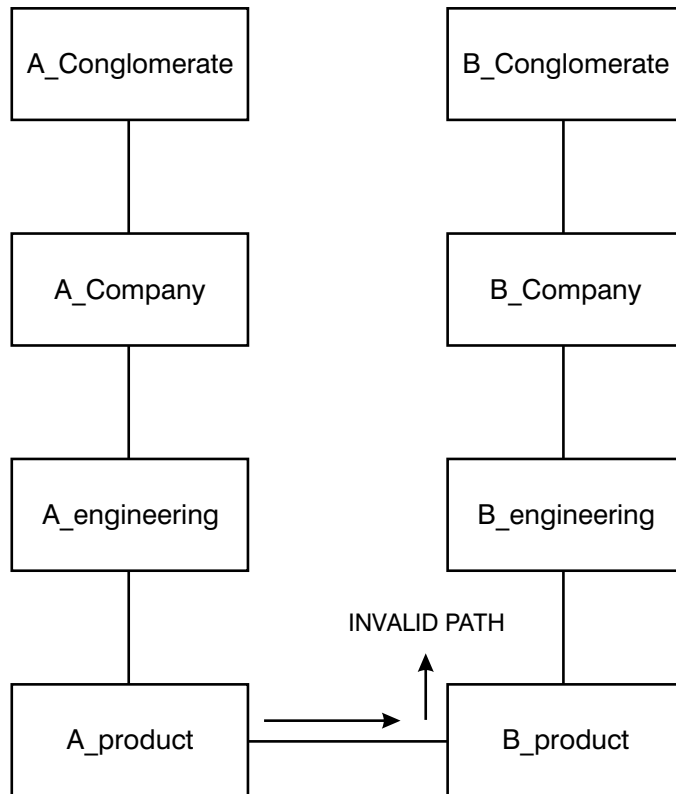 A_Conglomerate
B_Conglomerate
A_Company
B_Company
A_engineering
B_engineering
INVALID PATH
A_product
B_product